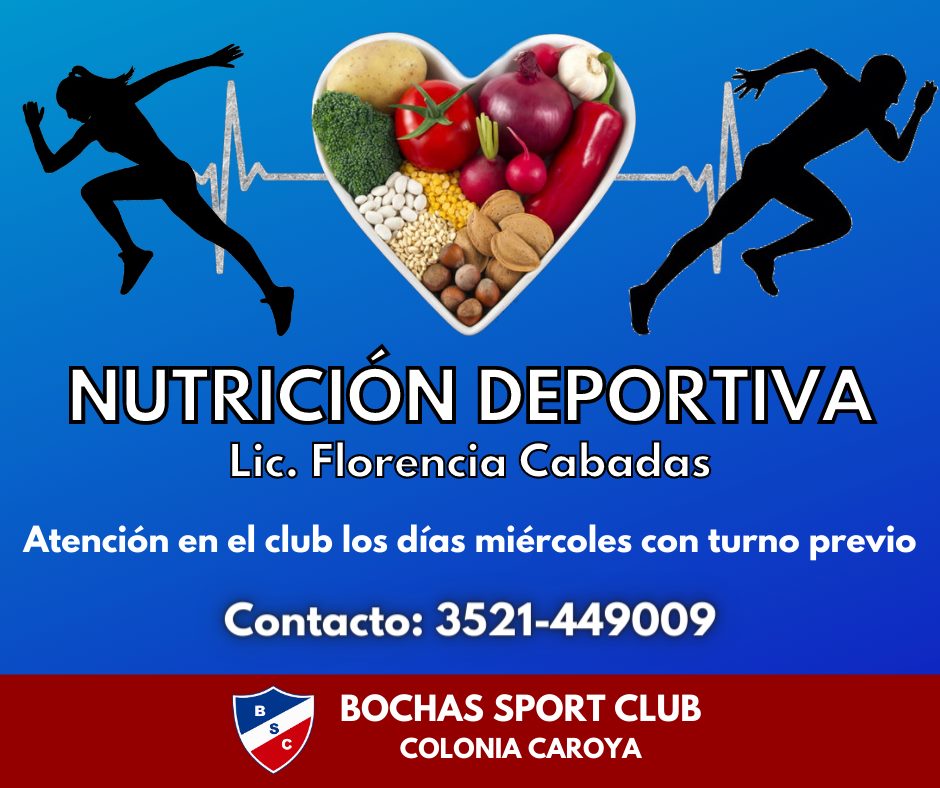 NUTRICIÓN DEPORTIVA
Lic. Florencia Cabadas
Atención en el club los días miércoles con turno previo
Contacto: 3521-449009
BSC
BOCHAS SPORT CLUB
COLONIA CAROYA